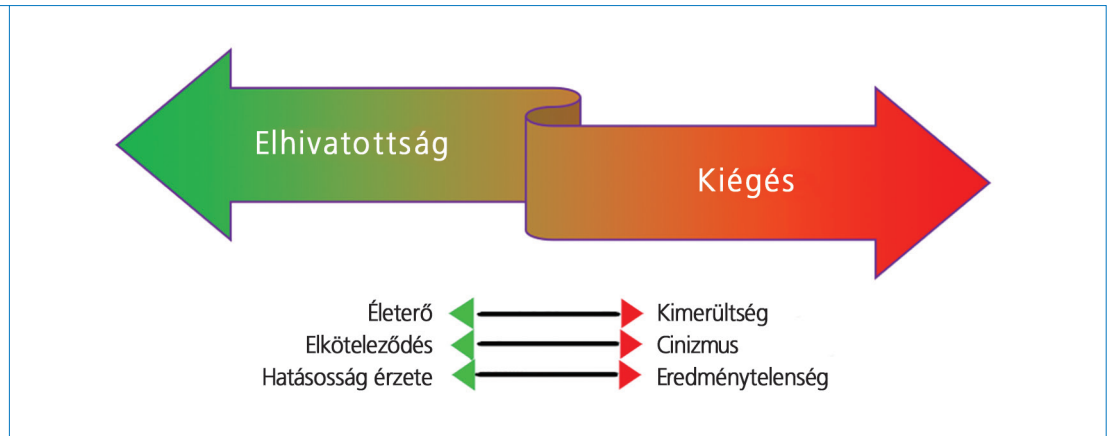 Elhivatottság
Kiégés
Életerő Kimerültség
Elköteleződés Cinizmus
Hatásosság érzete Eredménytelenség